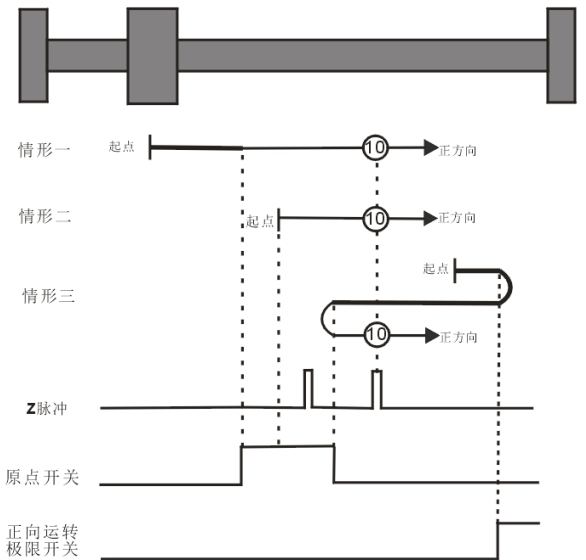 情形一 起点 10 正方向
情形二 起点 10 正方向
起点
情形三
10 正方向
Z脉冲
原点开关
正向运转
极限开关